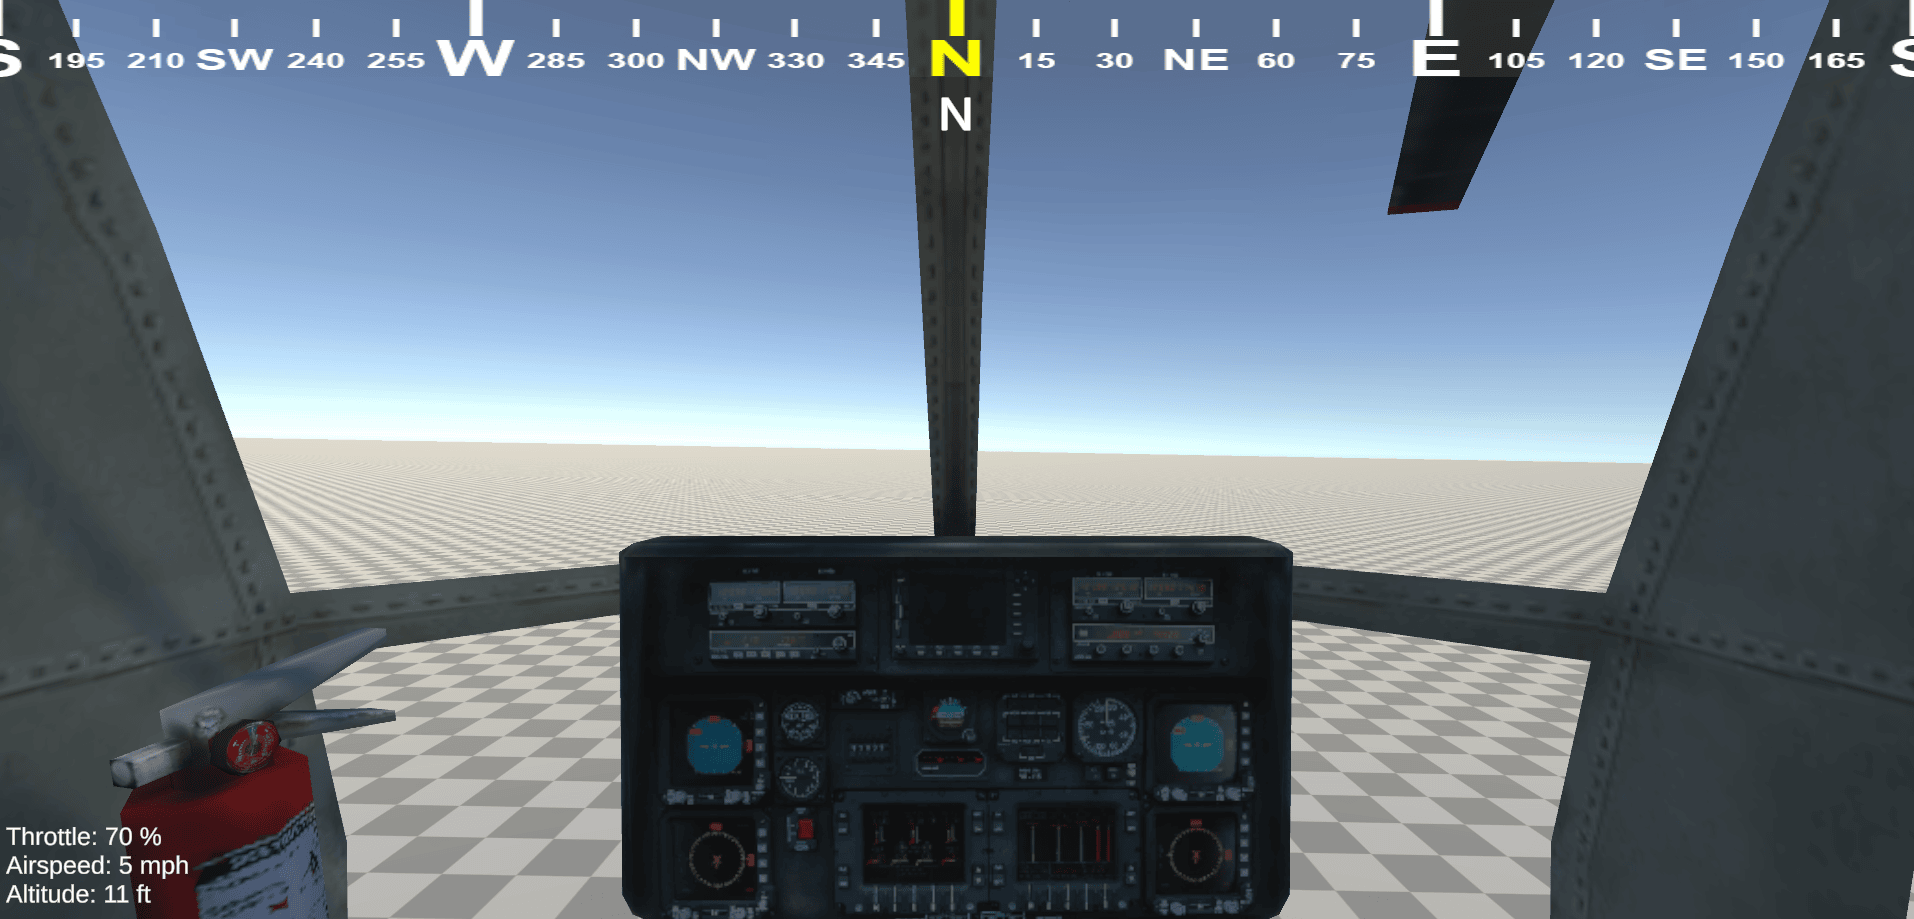 S 195 210 SW 240 255 W 285 300 NW 330 345 N 15 30 NE 60 75 E 105 120 SE 150 165 S
N
Throttle: 70 %
Airspeed: 5 mph
Altitude: 11 ft